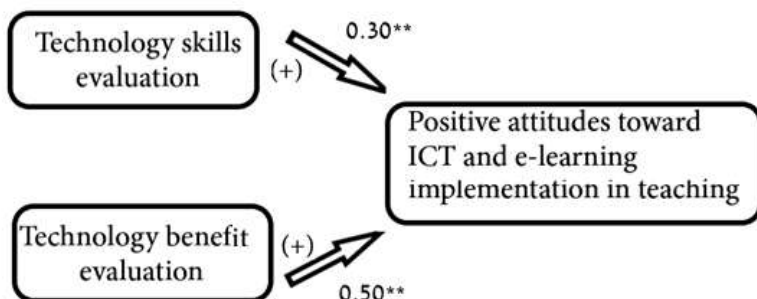 Technology skills
evaluation
(+)
0.30**
Positive attitudes toward
ICT and e-learning
implementation in teaching
Technology benefit
evaluation
(+)
0.50**